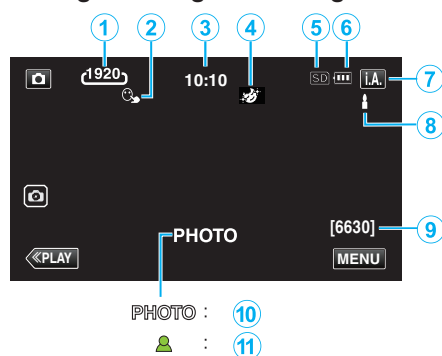 1 2 3 4 5 6
1920 10:10 SD i.A. 7
8
[6630] 9
PHOTO
≪PLAY MENU
PHOTO : 10
: 11